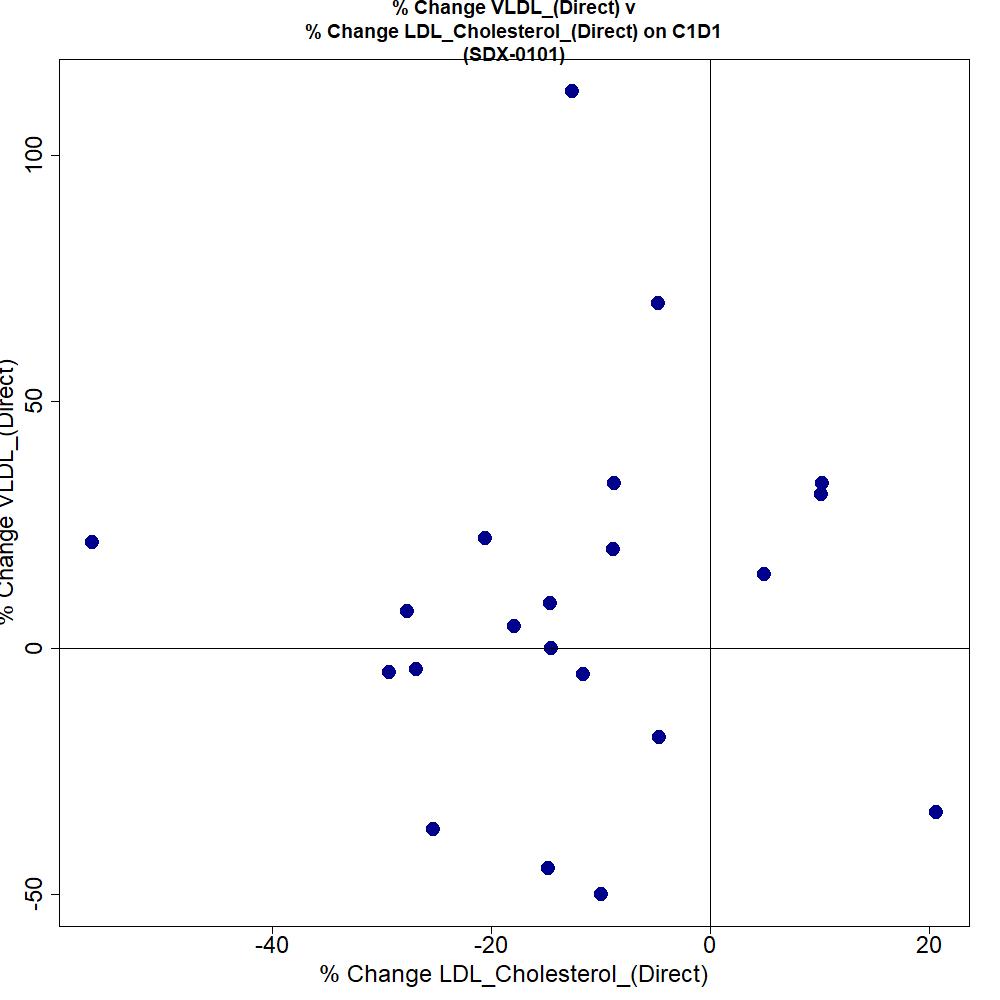 % Change VLDL_(Direct) v
% Change LDL_Cholesterol_(Direct) on C1D1
(SDX-0101)
% Change VLDL_(Direct)
100
50
0
-50
-40
-20
0
20
% Change LDL_Cholesterol_(Direct)